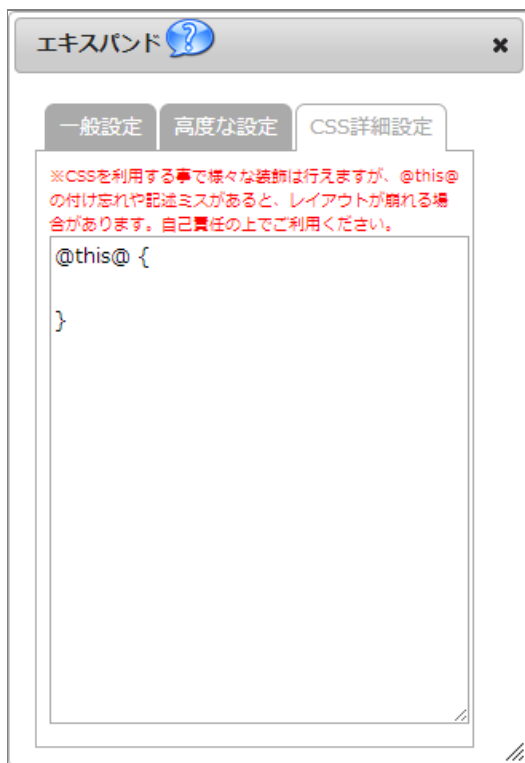 エキスパンド
一般設定 高度な設定 CSS詳細設定
※CSSを利用する事で様々な装飾は行えますが、@this@
の付け忘れや記述ミスがあると、レイアウトが崩れる場
合があります。自己責任の上でご利用ください。
@this@ {
}